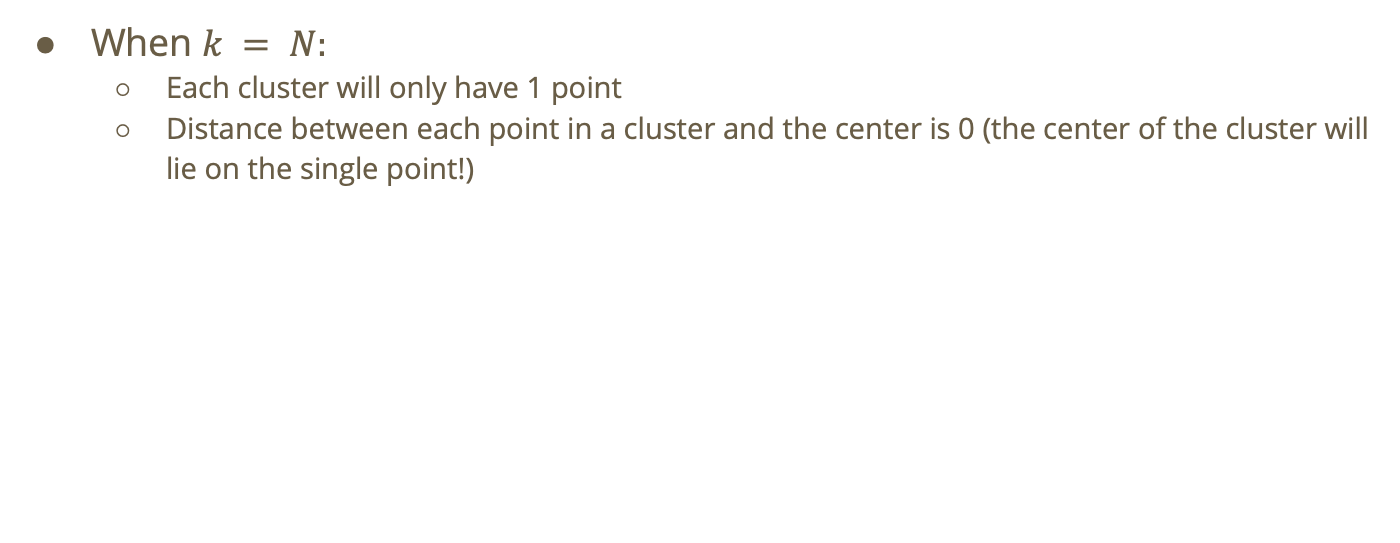 ● When k = N:
○ Each cluster will only have 1 point
○ Distance between each point in a cluster and the center is 0 (the center of the cluster will
lie on the single point!)